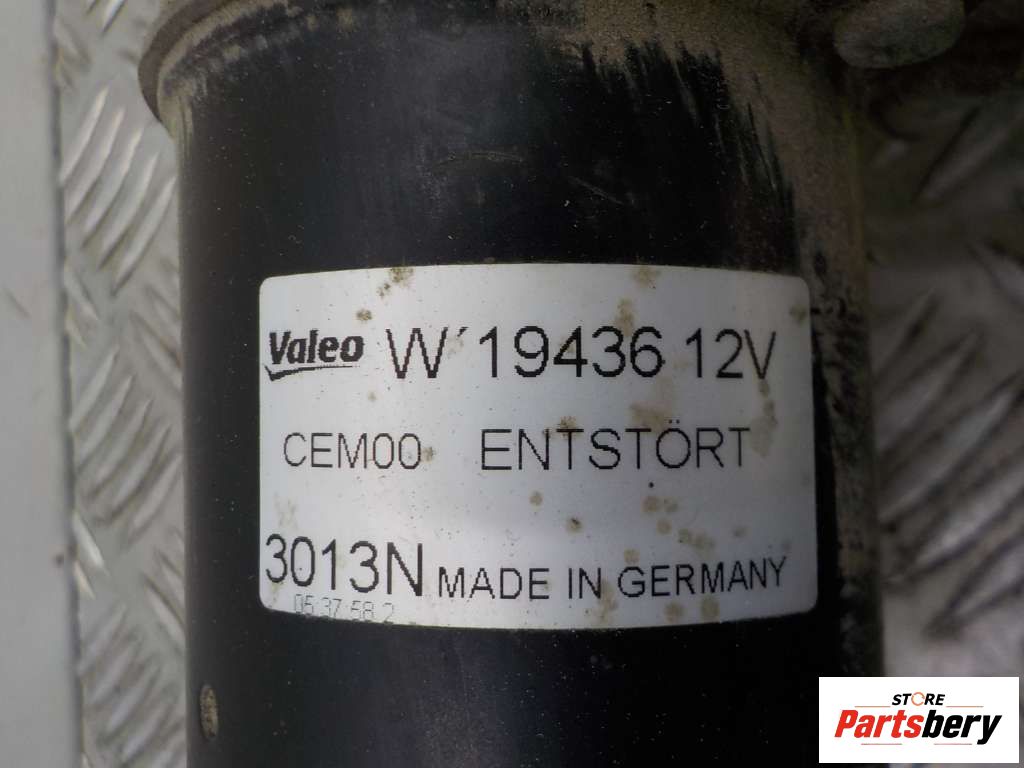 Valeo W´19436 12V
CEM00 ENTSTÖRT
3013N MADE IN GERMANY
05 37 58 2
STORE
Partsbery